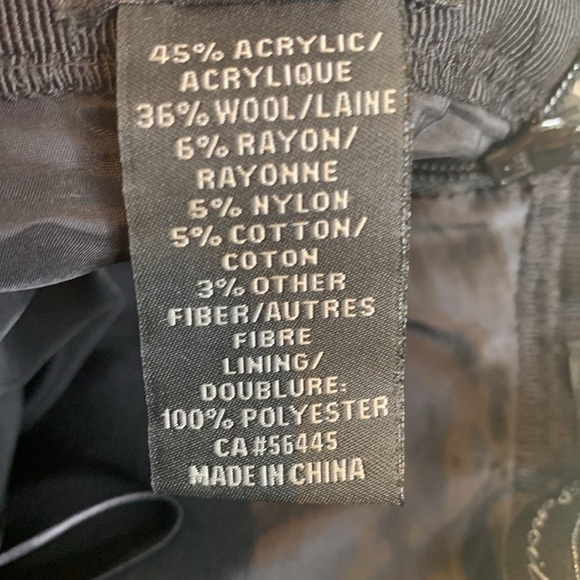 45% ACRYLIC/
ACRYLIQUE
36% WOOL/LAINE
6% RAYON/
RAYONNE
5% NYLON
5% COTTON/
COTON
3% OTHER
FIBER/AUTRES
FIBRE
LINING/
DOUBLURE:
100% POLYESTER
CA#56445
MADE IN CHINA